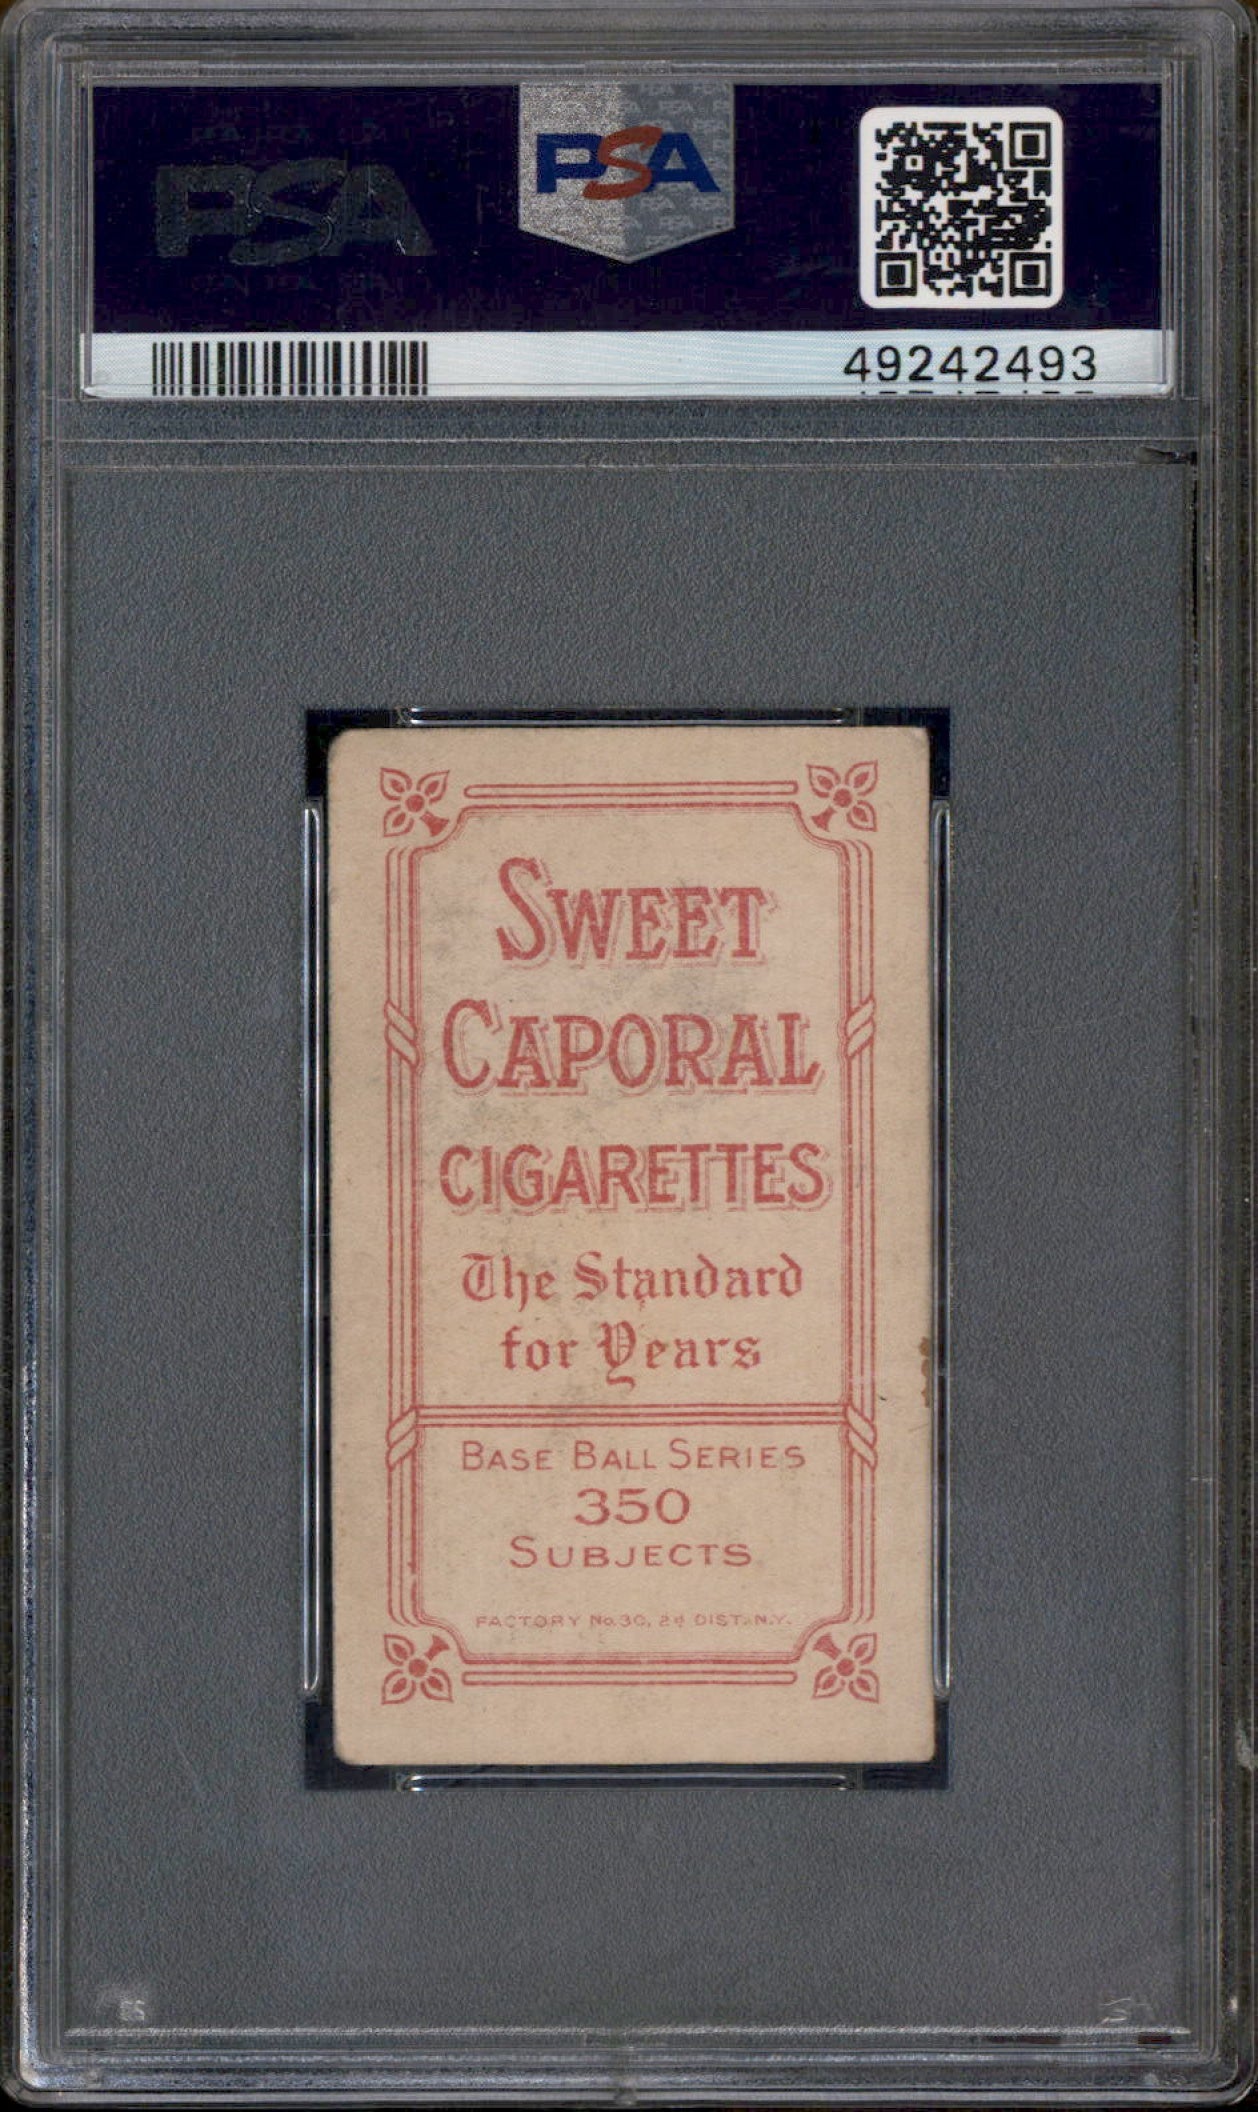 PSA
PSA
49242493
SWEET
CAPORAL
CIGARETTES
The Standard
for Years
BASE BALL SERIES
350
SUBJECTS
FACTORY No. 30, 2d DIST. N.Y.